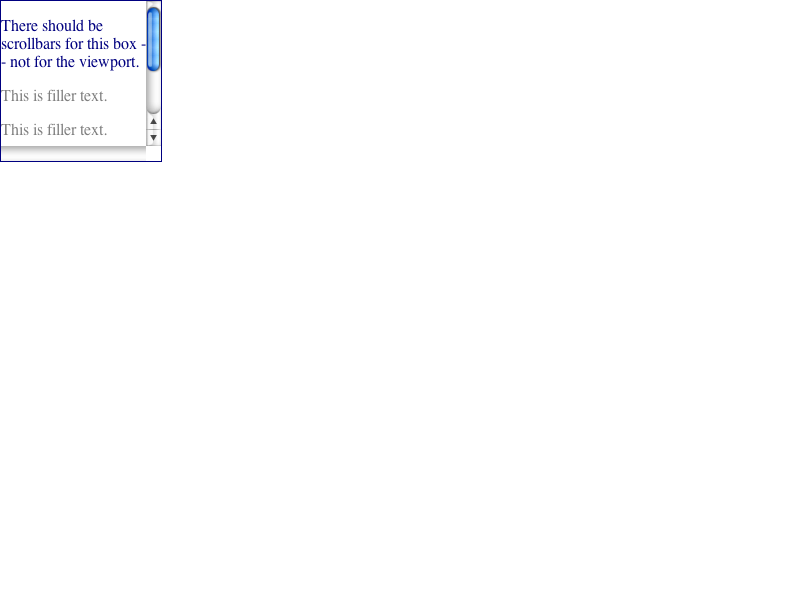 There should be
scrollbars for this box -
- not for the viewport.
This is filler text.
This is filler text.